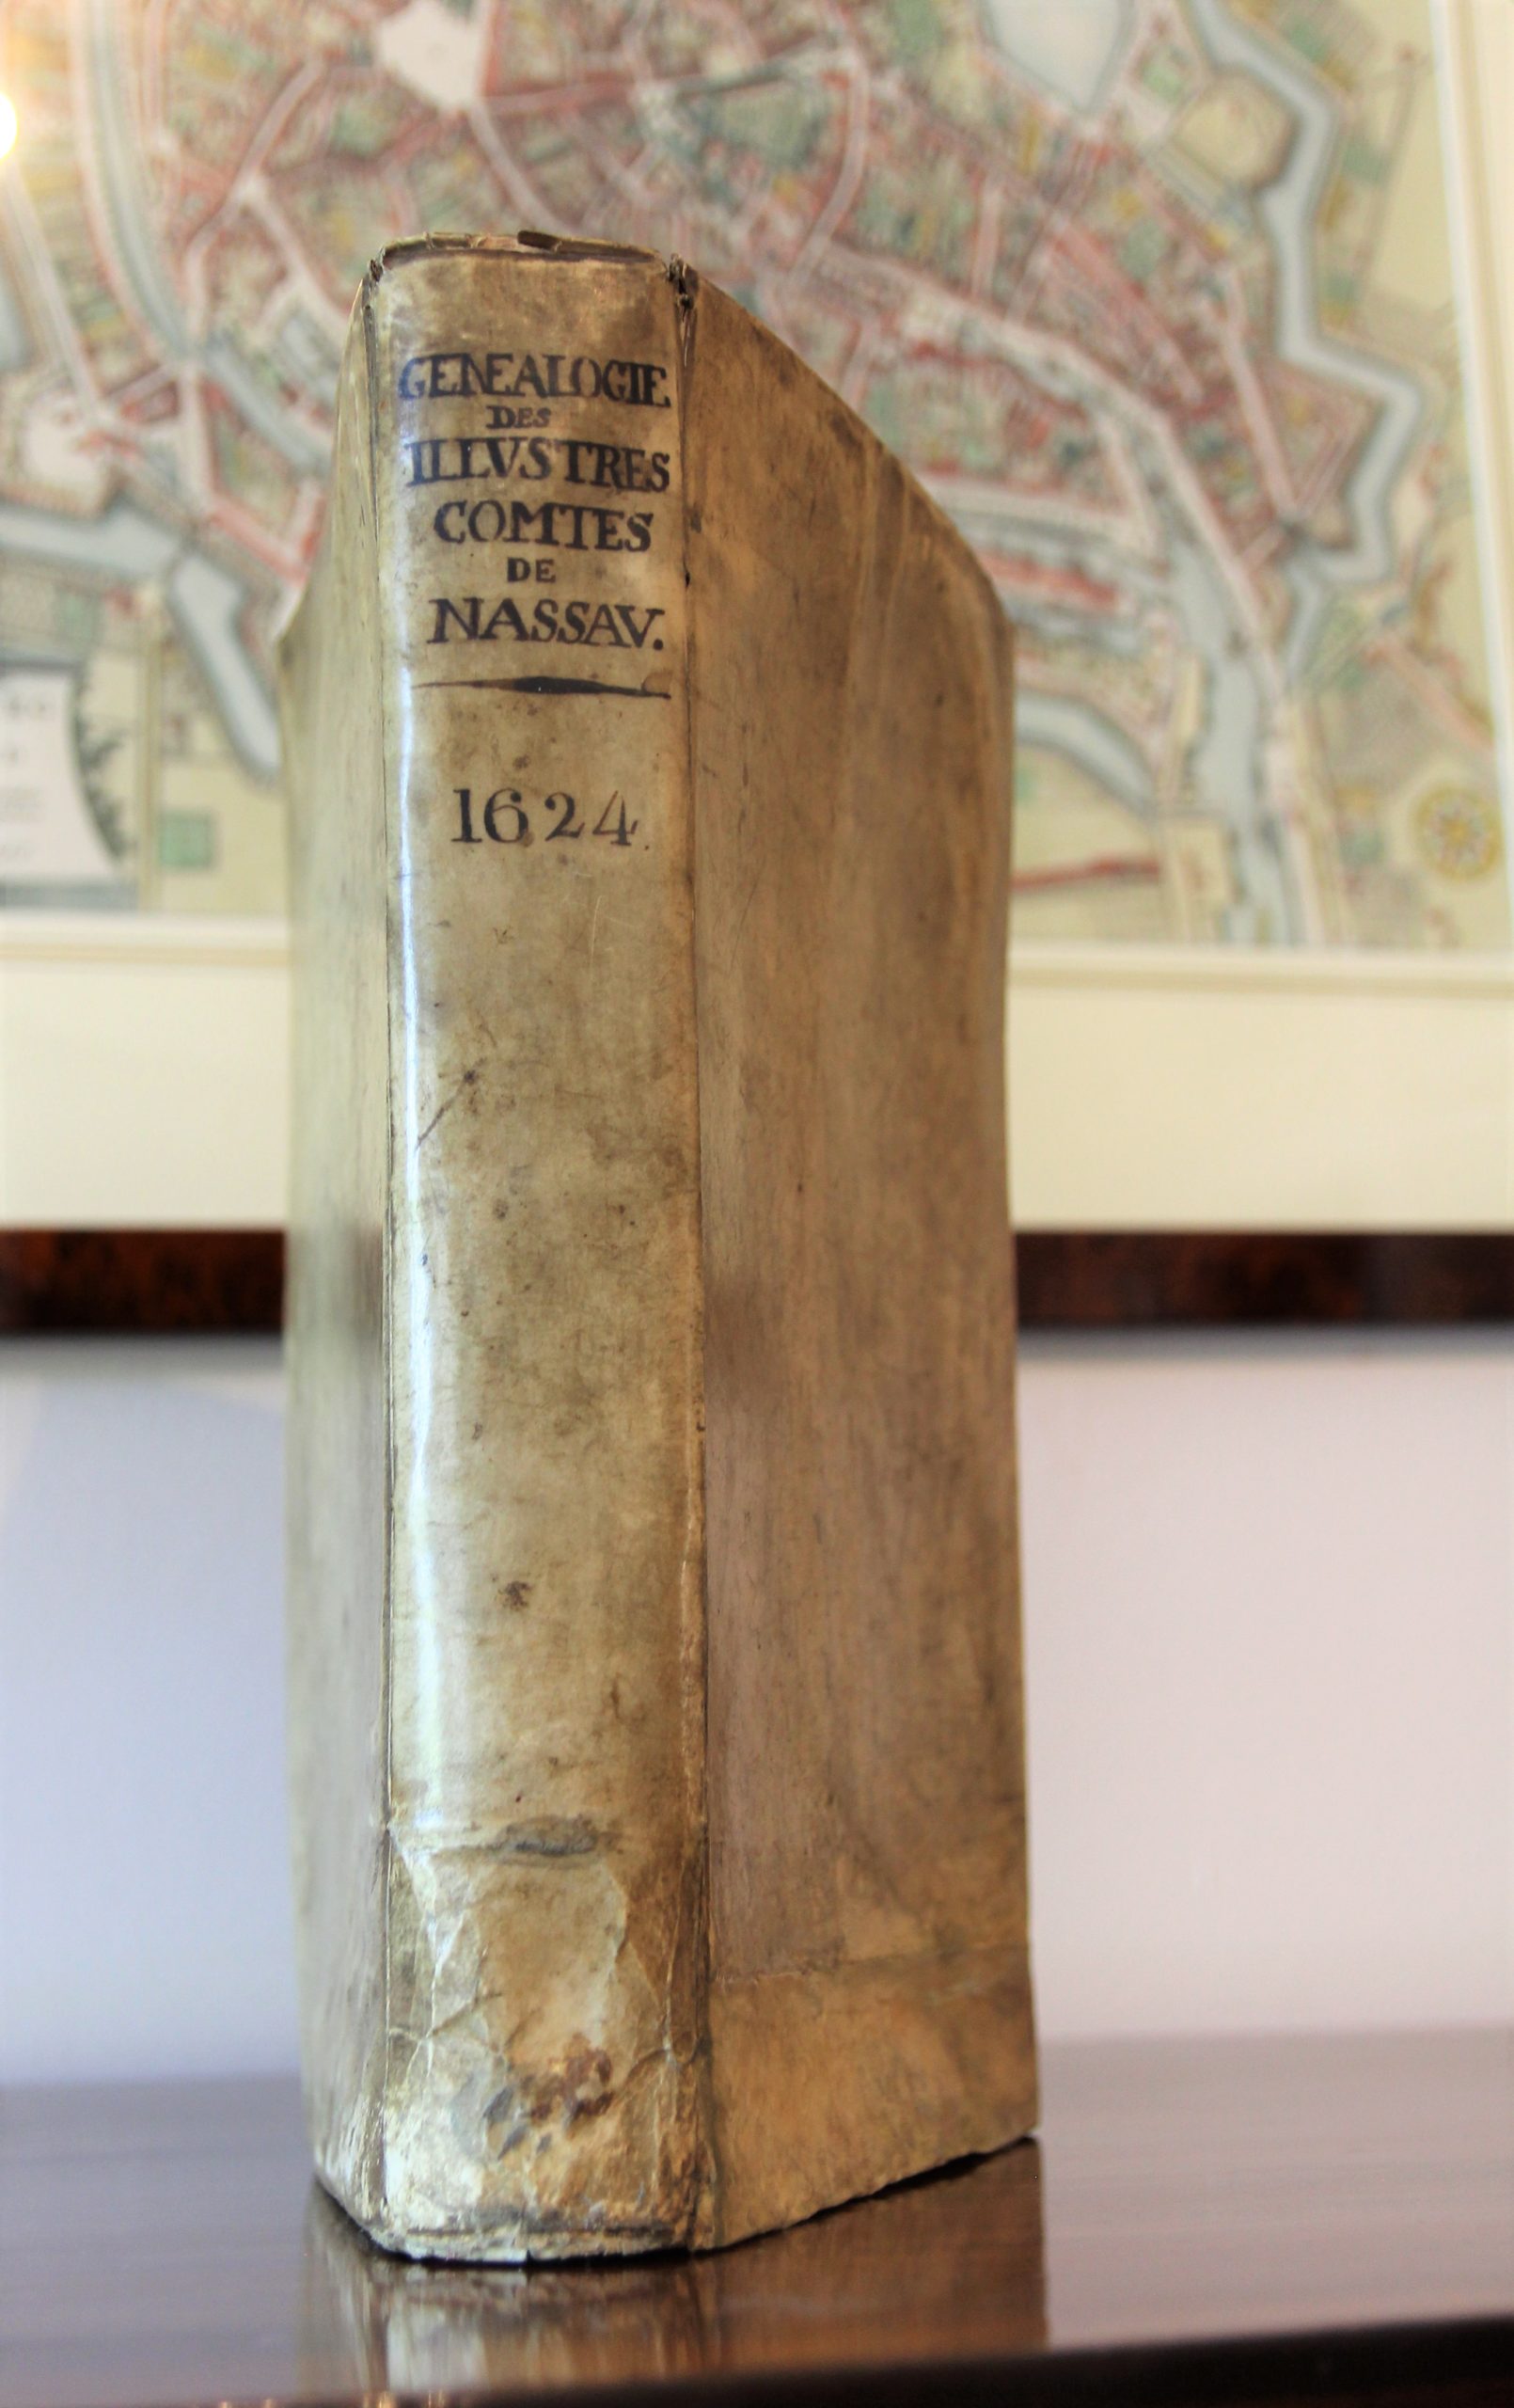 GENEALOGIE
DES
ILLVSTRES
COMTES
DE
NASSAV.
1624